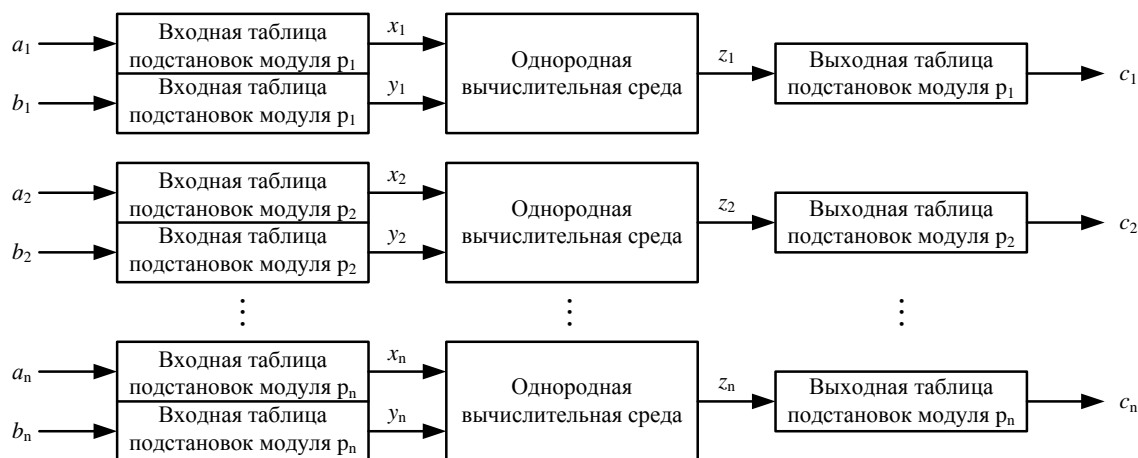 a₁
Входная таблица
подстановок модуля p₁
x₁
Входная таблица
подстановок модуля p₁
b₁
y₁
Однородная
вычислительная среда
z₁
Выходная таблица
подстановок модуля p₁
c₁
a₂
Входная таблица
подстановок модуля p₂
x₂
Входная таблица
подстановок модуля p₂
b₂
y₂
Однородная
вычислительная среда
z₂
Выходная таблица
подстановок модуля p₂
c₂
⋮ ⋮ ⋮
aₙ
Входная таблица
подстановок модуля pₙ
xₙ
Входная таблица
подстановок модуля pₙ
bₙ
yₙ
Однородная
вычислительная среда
zₙ
Выходная таблица
подстановок модуля pₙ
cₙ